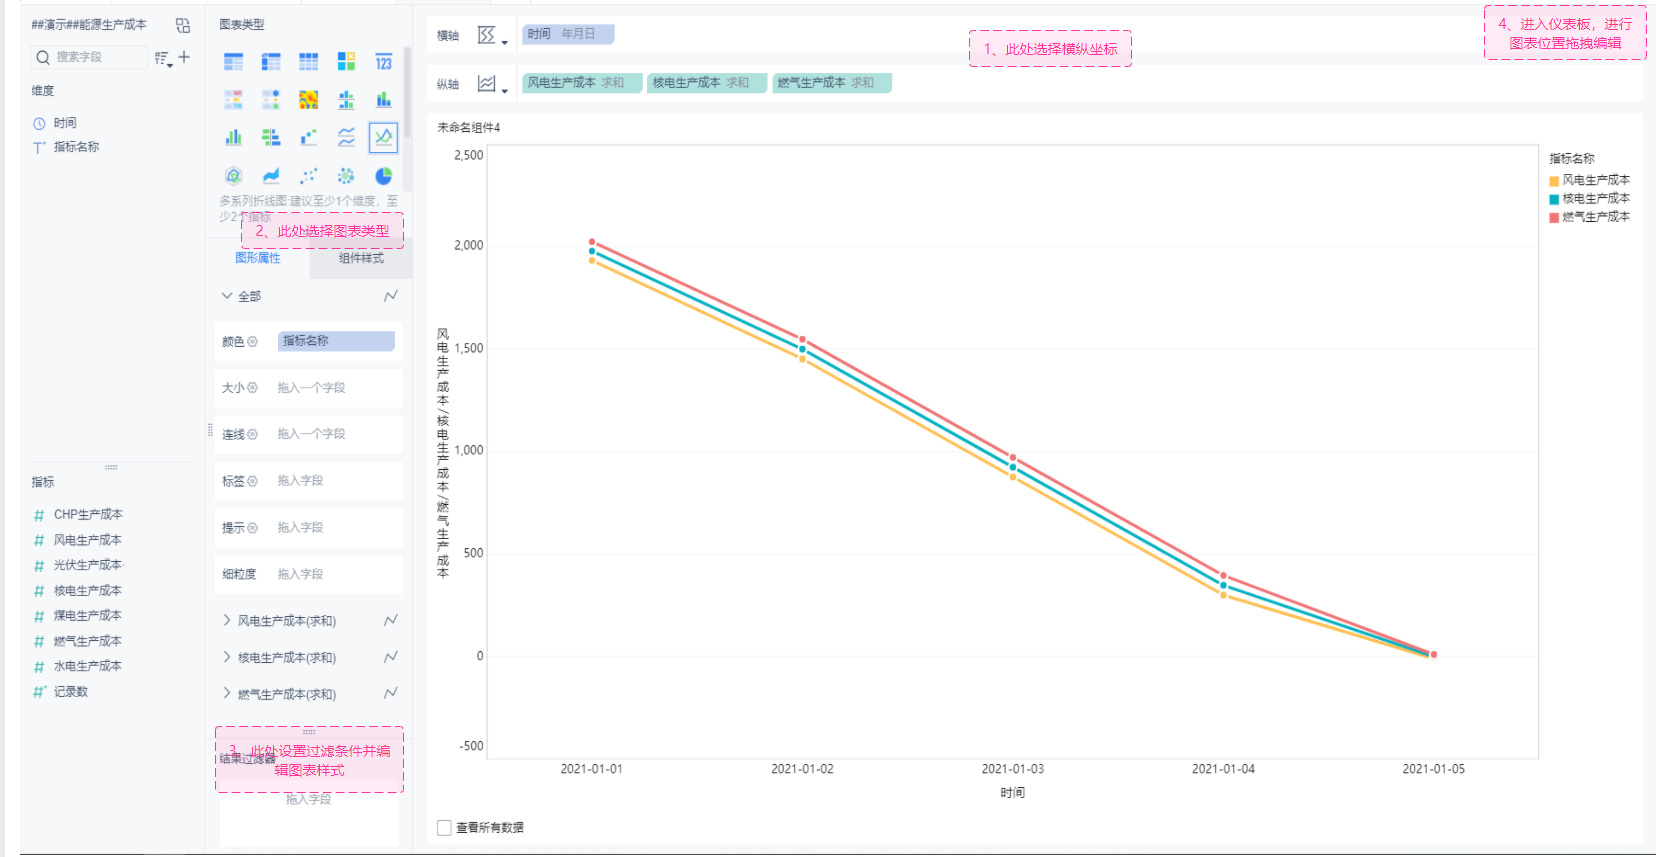 ##演示##能源生产成本
搜索字段
维度
时间
指标名称
指标
CHP生产成本
风电生产成本
光伏生产成本
核电生产成本
煤电生产成本
燃气生产成本
水电生产成本
记录数
图表类型
123
多系列折线图:建议至少1个维度，至
少2个指标
2、此处选择图表类型
图形属性
组件样式
全部
颜色
指标名称
大小
拖入一个字段
连线
拖入一个字段
标签
拖入字段
提示
拖入字段
细粒度
拖入字段
风电生产成本(求和)
核电生产成本(求和)
燃气生产成本(求和)
结果过滤器
3、此处设置过滤条件并编
辑图表样式
拖入字段
横轴
时间 年月日
1、此处选择横纵坐标
4、进入仪表板，进行
图表位置拖拽编辑
纵轴
风电生产成本 求和
核电生产成本 求和
燃气生产成本 求和
未命名组件4
2,500
2,000
1,500
1,000
500
0
-500
风电生产成本/核电生产成本/燃气生产成本
2021-01-01
2021-01-02
2021-01-03
2021-01-04
2021-01-05
时间
指标名称
风电生产成本
核电生产成本
燃气生产成本
查看所有数据